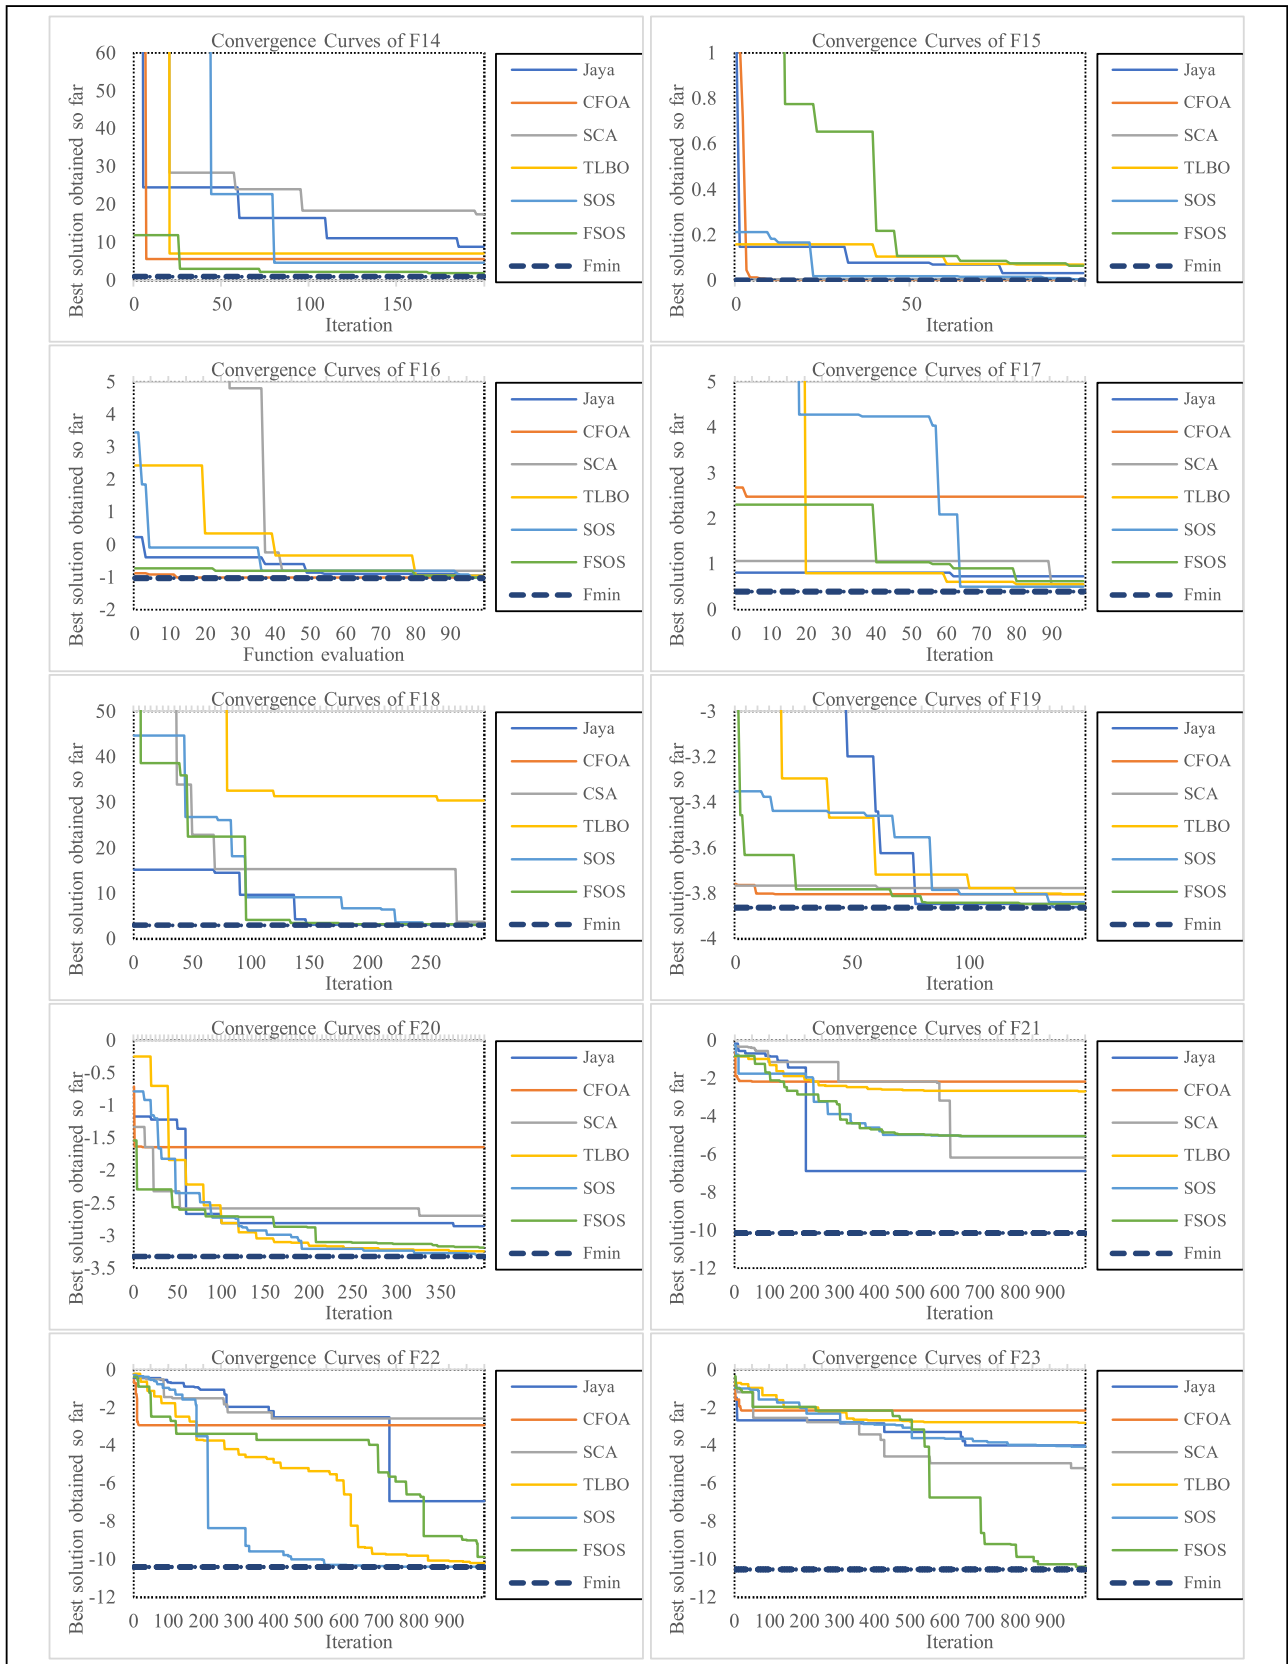 Convergence Curves of F14
Best solution obtained so far
60
50
40
30
20
10
0
0 50 100 150
Iteration
Jaya
CFOA
SCA
TLBO
SOS
FSOS
Fmin
Convergence Curves of F15
Best solution obtained so far
1
0.8
0.6
0.4
0.2
0
0 50
Iteration
Jaya
CFOA
SCA
TLBO
SOS
FSOS
Fmin
Convergence Curves of F16
Best solution obtained so far
5
4
3
2
1
0
-1
-2
0 10 20 30 40 50 60 70 80 90
Function evaluation
Jaya
CFOA
SCA
TLBO
SOS
FSOS
Fmin
Convergence Curves of F17
Best solution obtained so far
5
4
3
2
1
0
0 10 20 30 40 50 60 70 80 90
Iteration
Jaya
CFOA
SCA
TLBO
SOS
FSOS
Fmin
Convergence Curves of F18
Best solution obtained so far
50
40
30
20
10
0
0 50 100 150 200 250
Iteration
Jaya
CFOA
CSA
TLBO
SOS
FSOS
Fmin
Convergence Curves of F19
Best solution obtained so far
-3
-3.2
-3.4
-3.6
-3.8
-4
0 50 100
Iteration
Jaya
CFOA
SCA
TLBO
SOS
FSOS
Fmin
Convergence Curves of F20
Best solution obtained so far
0
-0.5
-1
-1.5
-2
-2.5
-3
-3.5
0 50 100 150 200 250 300 350
Iteration
Jaya
CFOA
SCA
TLBO
SOS
FSOS
Fmin
Convergence Curves of F21
Best solution obtained so far
0
-2
-4
-6
-8
-10
-12
0 100 200 300 400 500 600 700 800 900
Iteration
Jaya
CFOA
SCA
TLBO
SOS
FSOS
Fmin
Convergence Curves of F22
Best solution obtained so far
0
-2
-4
-6
-8
-10
-12
0 100 200 300 400 500 600 700 800 900
Iteration
Jaya
CFOA
SCA
TLBO
SOS
FSOS
Fmin
Convergence Curves of F23
Best solution obtained so far
0
-2
-4
-6
-8
-10
-12
0 100 200 300 400 500 600 700 800 900
Iteration
Jaya
CFOA
SCA
TLBO
SOS
FSOS
Fmin